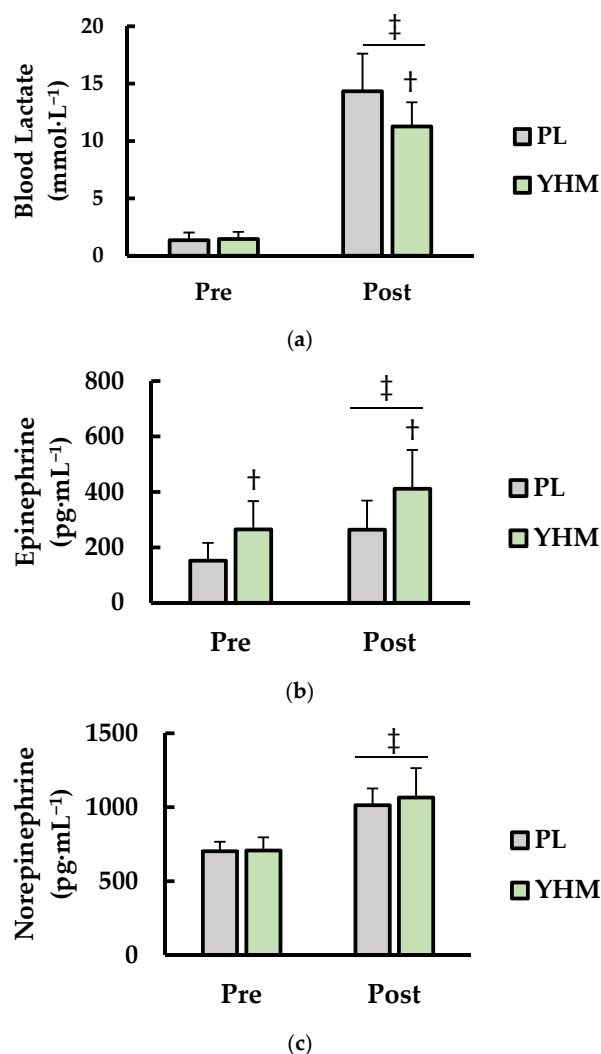 Blood Lactate
(mmol·L⁻¹)
20
15
10
5
0
‡
†
Pre
Post
PL
YHM
(a)
Epinephrine
(pg·mL⁻¹)
800
600
400
200
0
†
‡
†
Pre
Post
PL
YHM
(b)
Norepinephrine
(pg·mL⁻¹)
1500
1000
500
0
‡
Pre
Post
PL
YHM
(c)